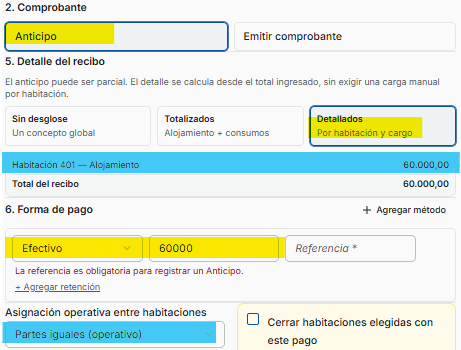 2. Comprobante
Anticipo
Emitir comprobante
5. Detalle del recibo
El anticipo puede ser parcial. El detalle se calcula desde el total ingresado, sin exigir una carga manual
por habitación.
Sin desglose
Un concepto global
Totalizados
Alojamiento + consumos
Detallados
Por habitación y cargo
Habitación 401 — Alojamiento 60.000,00
Total del recibo 60.000,00
6. Forma de pago
+ Agregar método
Efectivo
60000
Referencia *
La referencia es obligatoria para registrar un Anticipo.
+ Agregar retención
Asignación operativa entre habitaciones
Partes iguales (operativo)
Cerrar habitaciones elegidas con
este pago